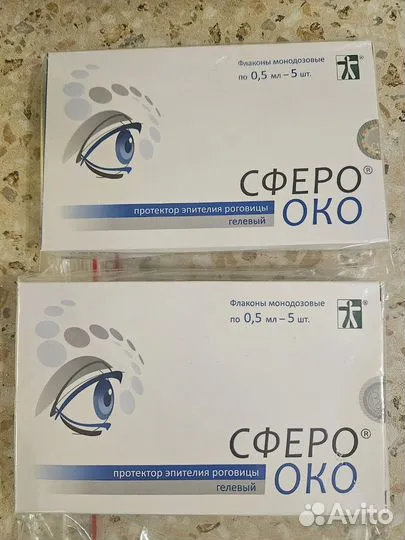 Флаконы монодозовые
по 0,5 мл – 5 шт.
СФЕРО®
ОКО
протектор эпителия роговицы
гелевый
Флаконы монодозовые
по 0,5 мл – 5 шт.
СФЕРО®
ОКО
протектор эпителия роговицы
гелевый
Avito